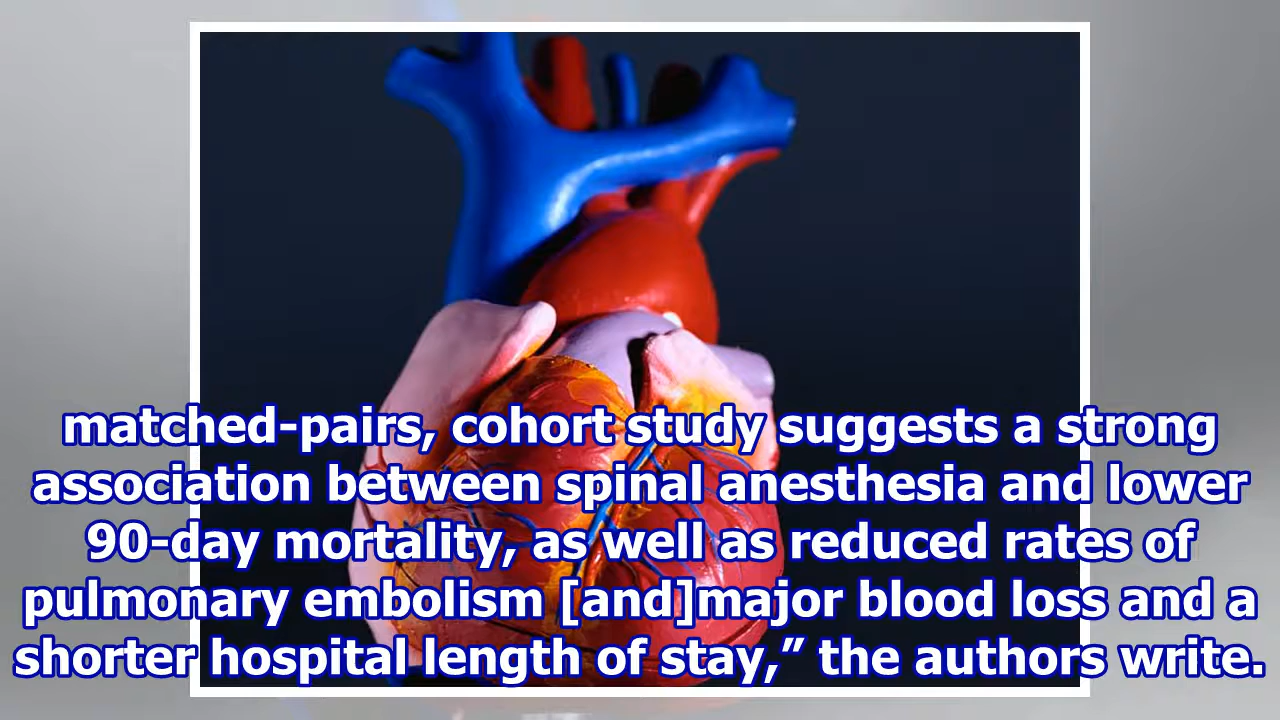 matched-pairs, cohort study suggests a strong
association between spinal anesthesia and lower
90-day mortality, as well as reduced rates of
pulmonary embolism [and]major blood loss and a
shorter hospital length of stay,” the authors write.